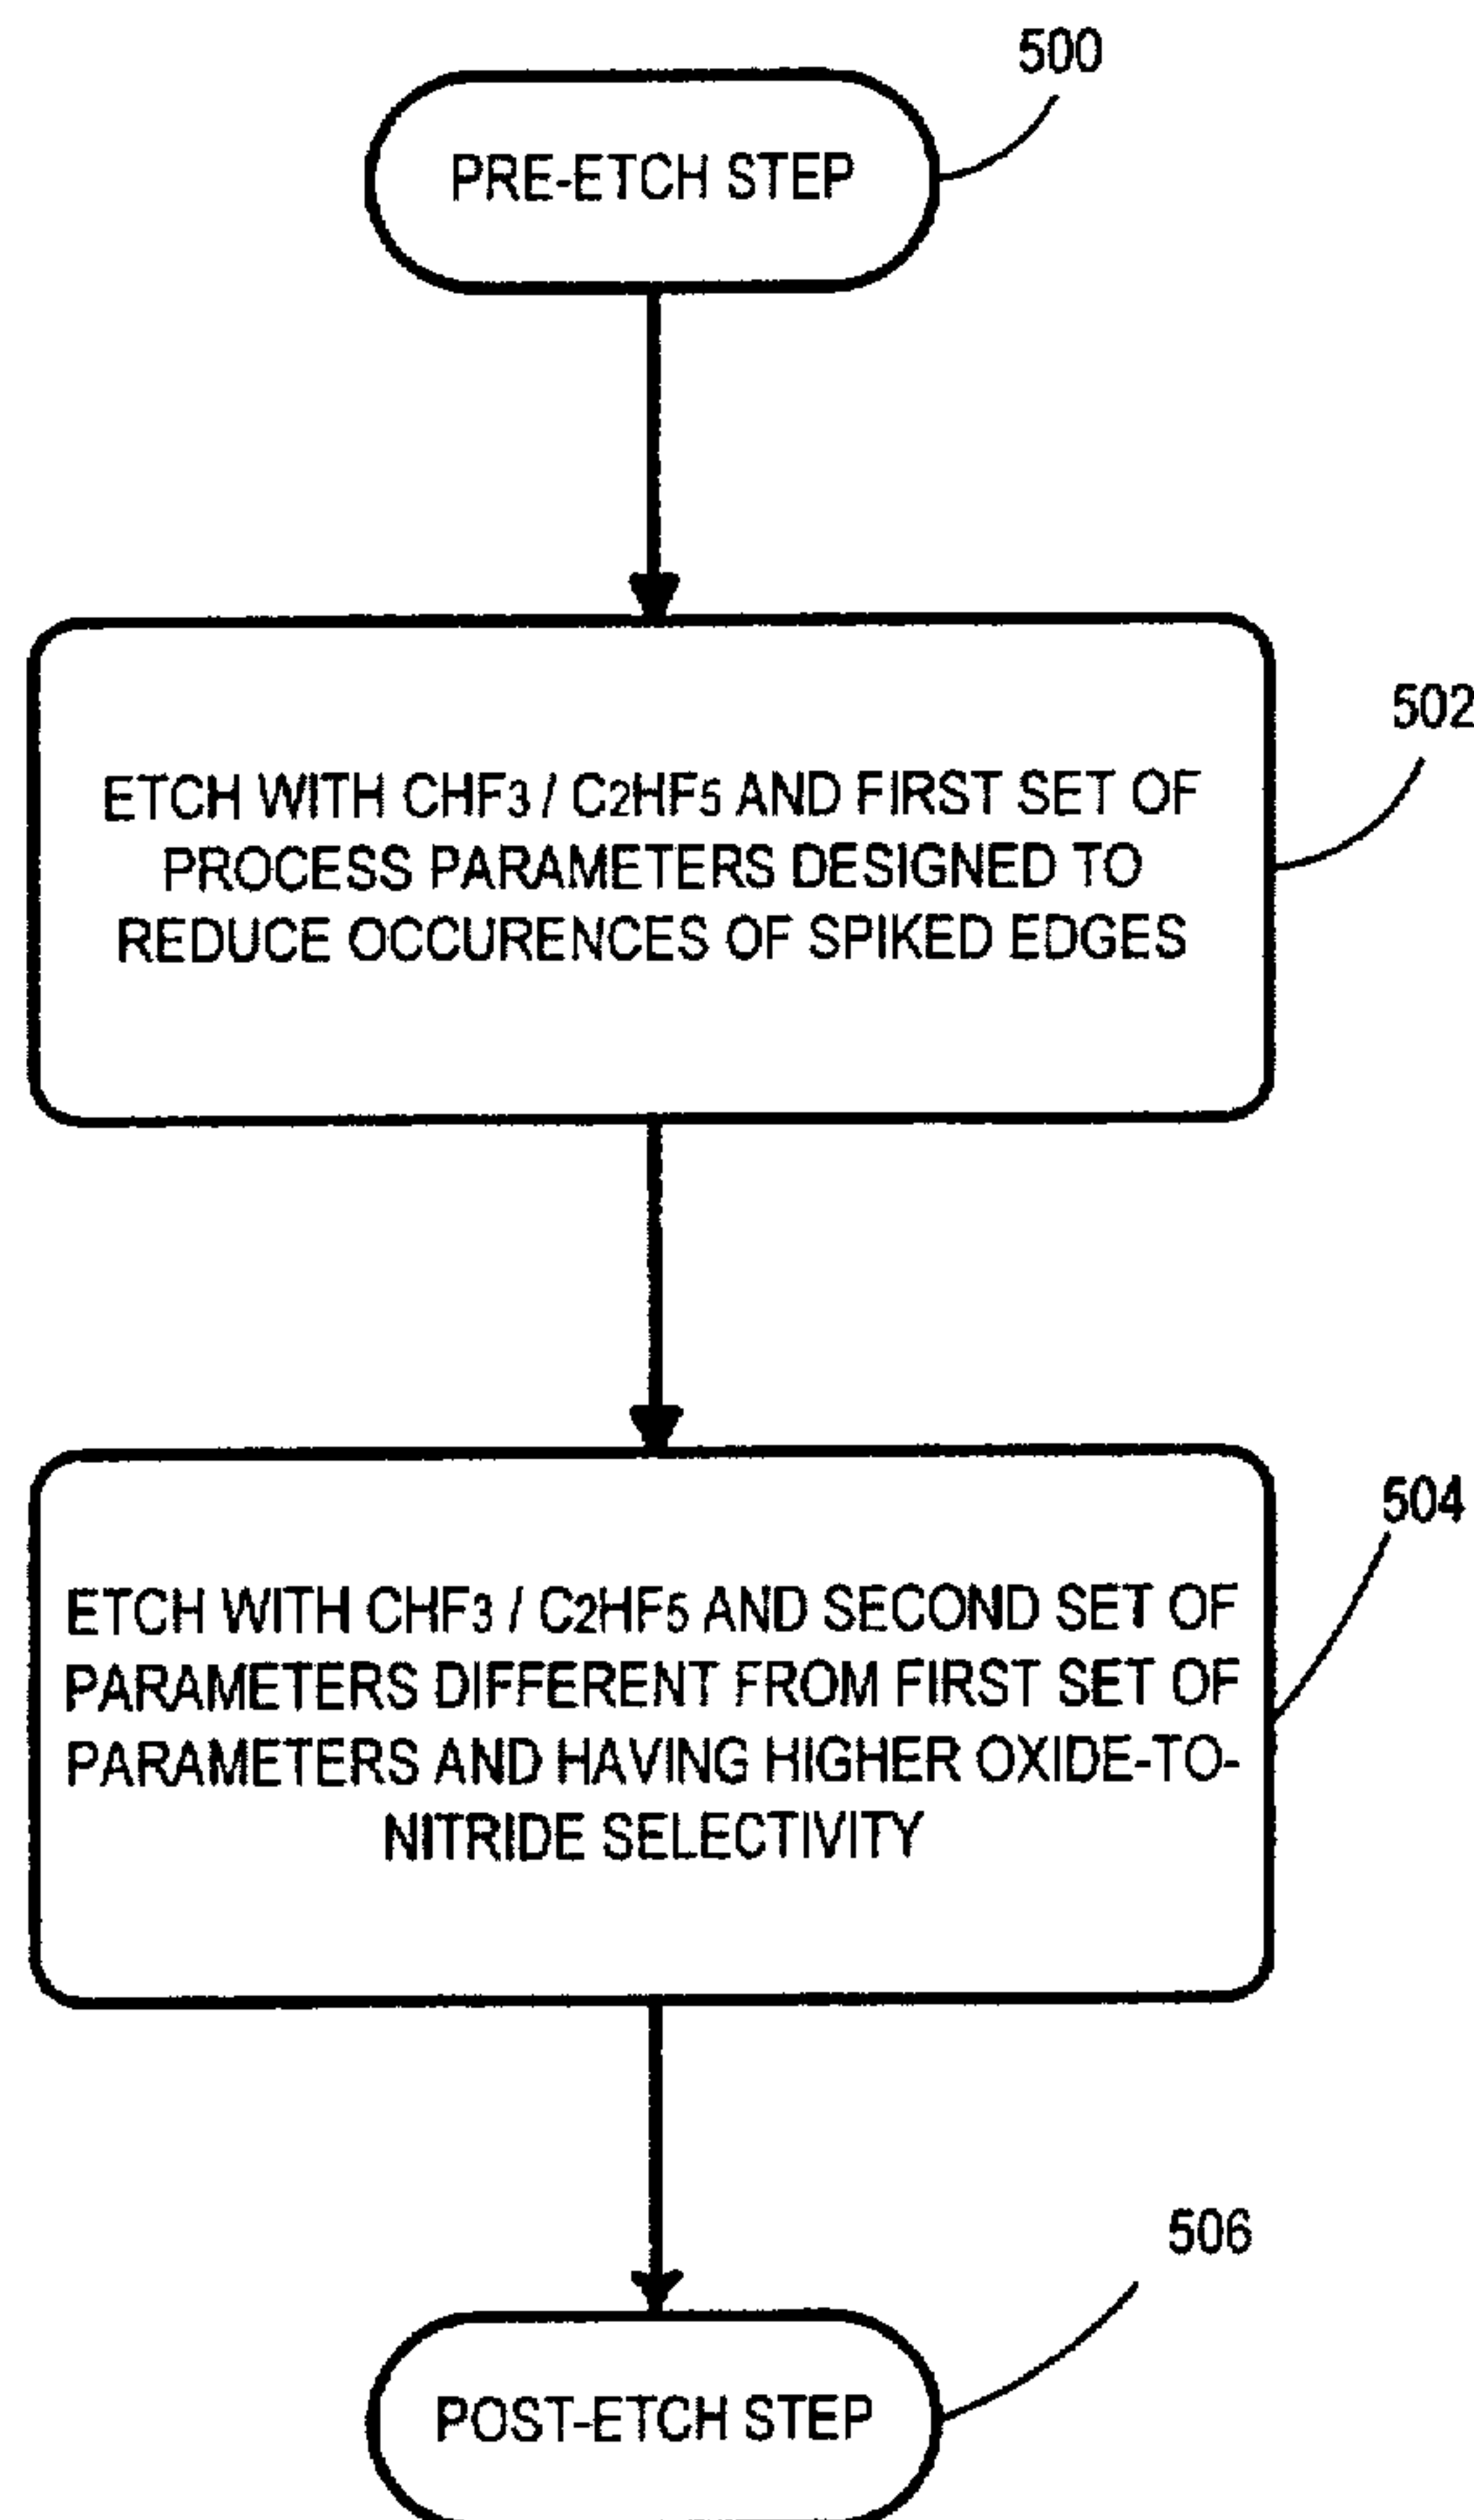 500
PRE-ETCH STEP
502
ETCH WITH CHF3 / C2HF5 AND FIRST SET OF
PROCESS PARAMETERS DESIGNED TO
REDUCE OCCURENCES OF SPIKED EDGES
504
ETCH WITH CHF3 / C2HF5 AND SECOND SET OF
PARAMETERS DIFFERENT FROM FIRST SET OF
PARAMETERS AND HAVING HIGHER OXIDE-TO-
NITRIDE SELECTIVITY
506
POST-ETCH STEP